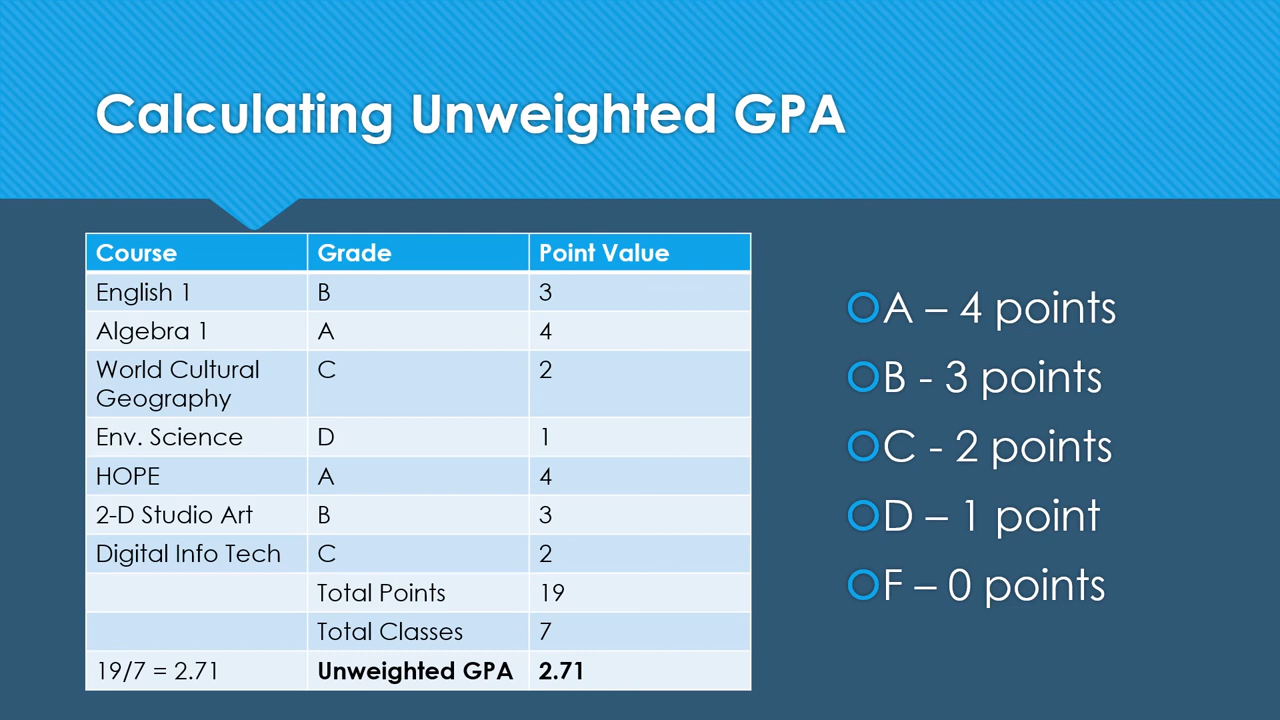 Calculating Unweighted GPA
Course Grade Point Value
English 1 B 3
Algebra 1 A 4
World Cultural C 2
Geography
Env. Science D 1
HOPE A 4
2-D Studio Art B 3
Digital Info Tech C 2
Total Points 19
Total Classes 7
19/7 = 2.71 Unweighted GPA 2.71
A – 4 points
B - 3 points
C - 2 points
D – 1 point
F – 0 points